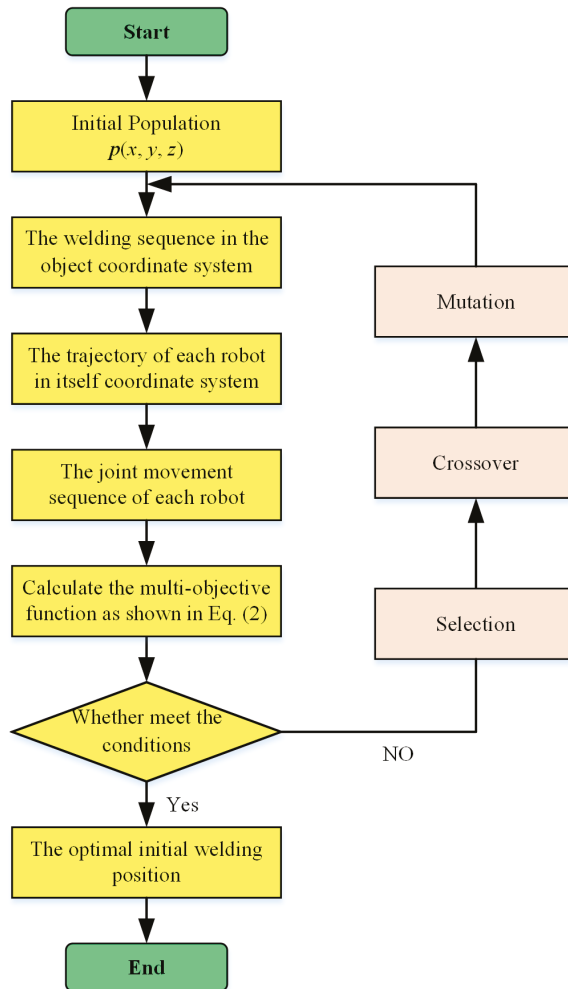 Start
Initial Population
p(x, y, z)
The welding sequence in the
object coordinate system
The trajectory of each robot
in itself coordinate system
The joint movement
sequence of each robot
Calculate the multi-objective
function as shown in Eq. (2)
Whether meet the
conditions
NO
Yes
The optimal initial welding
position
End
Selection
Crossover
Mutation